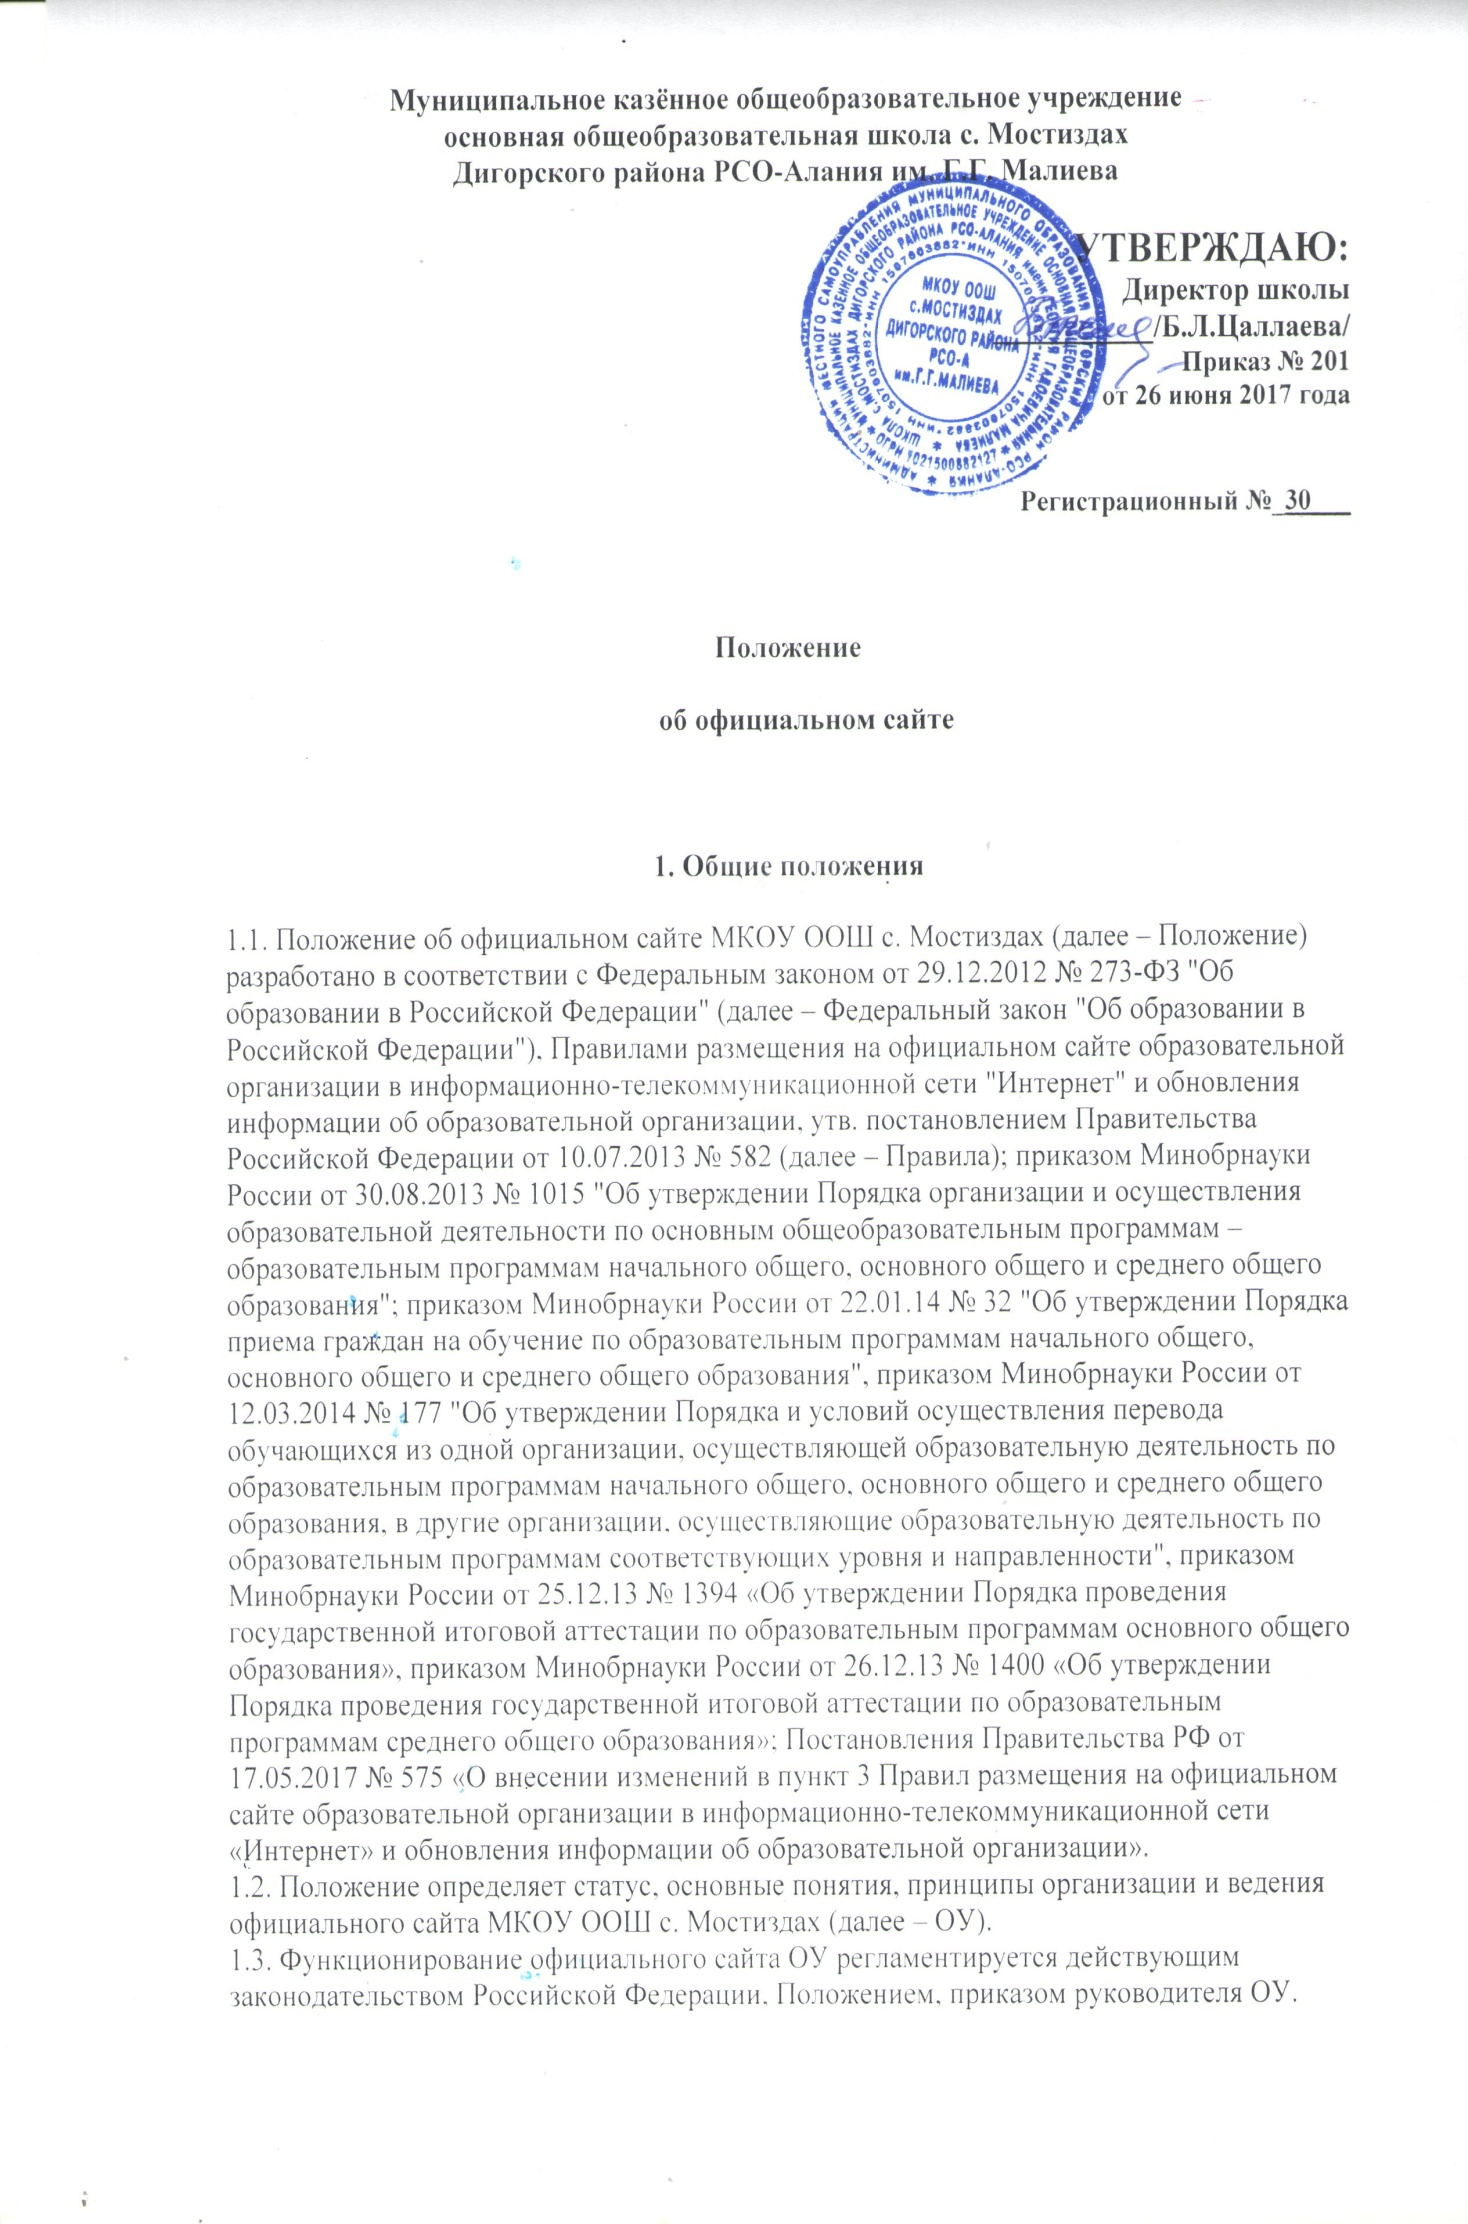 Муниципальное казённое общеобразовательное учреждение
основная общеобразовательная школа с. Мостиздах
Дигорского района РСО-Алания им. Г.Г. Малиева
УТВЕРЖДАЮ:
Директор школы
/Б.Л.Цаллаева/
Приказ № 201
от 26 июня 2017 года
МКОУ ООШ
с.МОСТИЗДАХ
ДИГОРСКОГО РАЙОНА
РСО-А
им.Г.Г.МАЛИЕВА
Регистрационный № 30
Положение
об официальном сайте
1. Общие положения
1.1. Положение об официальном сайте МКОУ ООШ с. Мостиздах (далее – Положение)
разработано в соответствии с Федеральным законом от 29.12.2012 № 273-ФЗ "Об
образовании в Российской Федерации" (далее – Федеральный закон "Об образовании в
Российской Федерации"), Правилами размещения на официальном сайте образовательной
организации в информационно-телекоммуникационной сети "Интернет" и обновления
информации об образовательной организации, утв. постановлением Правительства
Российской Федерации от 10.07.2013 № 582 (далее – Правила); приказом Минобрнауки
России от 30.08.2013 № 1015 "Об утверждении Порядка организации и осуществления
образовательной деятельности по основным общеобразовательным программам –
образовательным программам начального общего, основного общего и среднего общего
образования"; приказом Минобрнауки России от 22.01.14 № 32 "Об утверждении Порядка
приема граждан на обучение по образовательным программам начального общего,
основного общего и среднего общего образования", приказом Минобрнауки России от
12.03.2014 № 177 "Об утверждении Порядка и условий осуществления перевода
обучающихся из одной организации, осуществляющей образовательную деятельность по
образовательным программам начального общего, основного общего и среднего общего
образования, в другие организации, осуществляющие образовательную деятельность по
образовательным программам соответствующих уровня и направленности", приказом
Минобрнауки России от 25.12.13 № 1394 «Об утверждении Порядка проведения
государственной итоговой аттестации по образовательным программам основного общего
образования», приказом Минобрнауки России от 26.12.13 № 1400 «Об утверждении
Порядка проведения государственной итоговой аттестации по образовательным
программам среднего общего образования»; Постановления Правительства РФ от
17.05.2017 № 575 «О внесении изменений в пункт 3 Правил размещения на официальном
сайте образовательной организации в информационно-телекоммуникационной сети
«Интернет» и обновления информации об образовательной организации».
1.2. Положение определяет статус, основные понятия, принципы организации и ведения
официального сайта МКОУ ООШ с. Мостиздах (далее – ОУ).
1.3. Функционирование официального сайта ОУ регламентируется действующим
законодательством Российской Федерации, Положением, приказом руководителя ОУ.